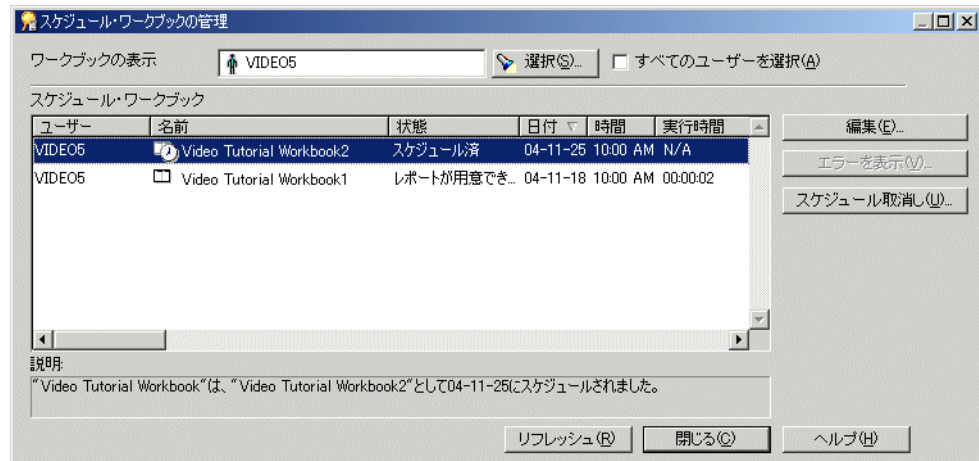 スケジュール・ワークブックの管理
ワークブックの表示 VIDEO5 選択(S)... すべてのユーザーを選択(A)
スケジュール・ワークブック
ユーザー 名前 状態 日付 時間 実行時間
VIDEO5 Video Tutorial Workbook2 スケジュール済 04-11-25 10:00 AM N/A
VIDEO5 Video Tutorial Workbook1 レポートが用意でき... 04-11-18 10:00 AM 00:00:02
編集(E)...
エラーを表示(V)...
スケジュール取消し(U)...
説明:
"Video Tutorial Workbook"は、"Video Tutorial Workbook2"として04-11-25にスケジュールされました。
リフレッシュ(R) 閉じる(C) ヘルプ(H)